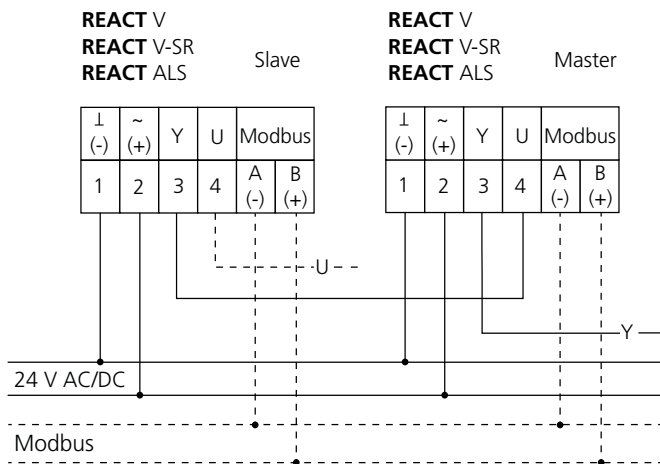 REACT V
REACT V-SR
REACT ALS
Slave
⊥ (-) ~ (+) Y U Modbus
1 2 3 4 A (-) B (+)
REACT V
REACT V-SR
REACT ALS
Master
⊥ (-) ~ (+) Y U Modbus
1 2 3 4 A (-) B (+)
U
Y
24 V AC/DC
Modbus